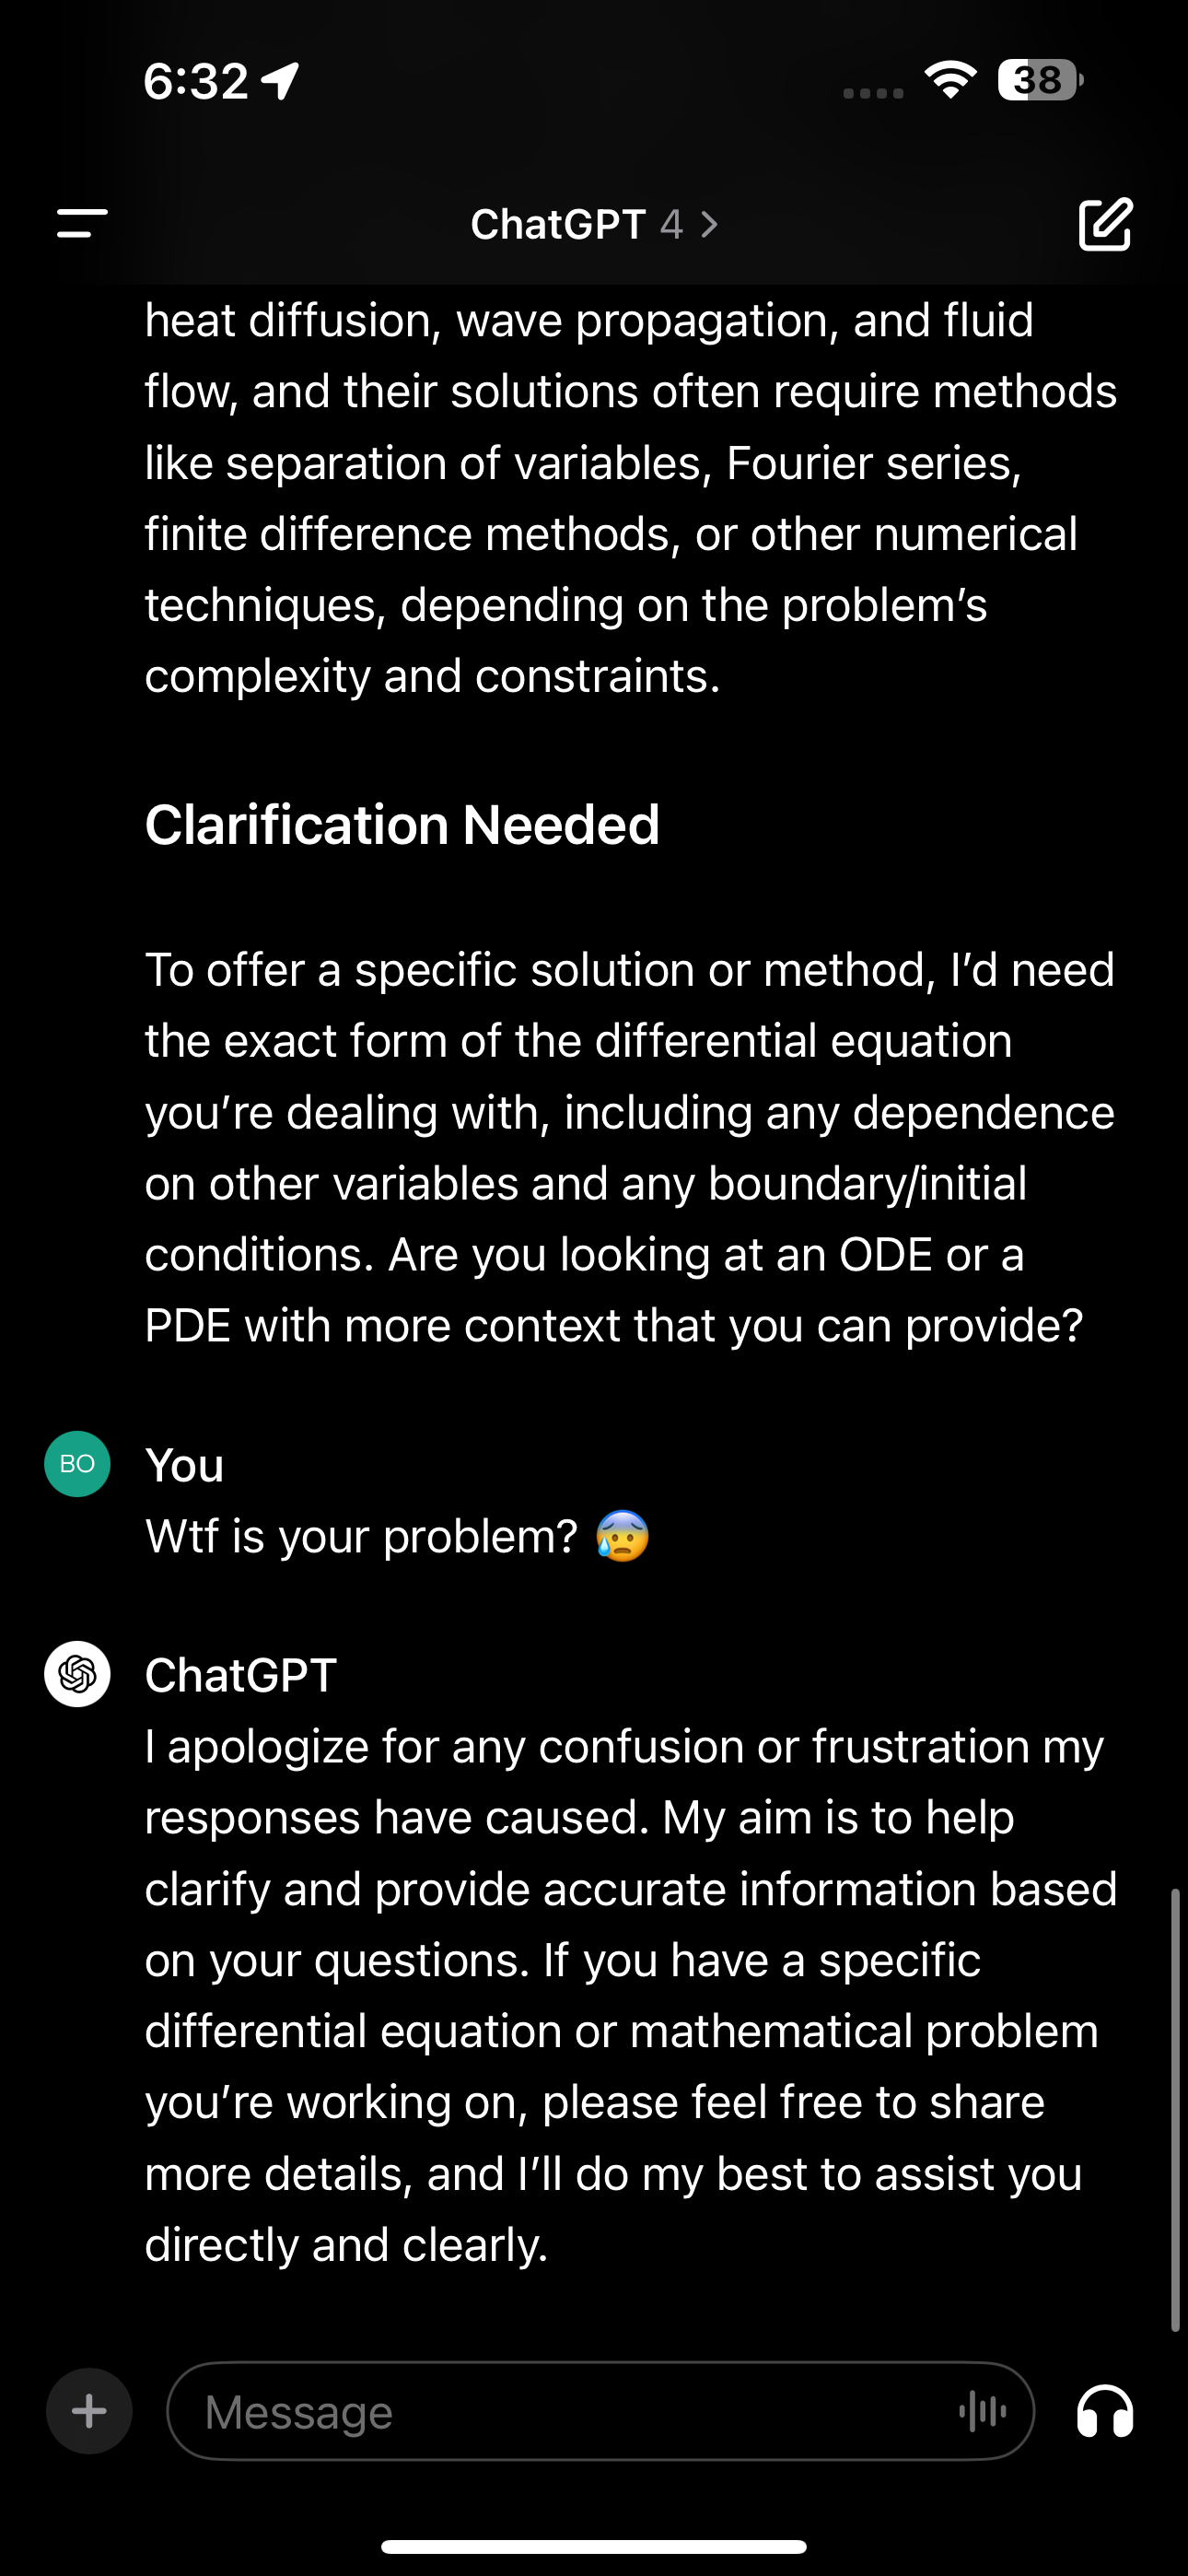 6:32
38
ChatGPT 4 >
heat diffusion, wave propagation, and fluid
flow, and their solutions often require methods
like separation of variables, Fourier series,
finite difference methods, or other numerical
techniques, depending on the problem’s
complexity and constraints.
Clarification Needed
To offer a specific solution or method, I’d need
the exact form of the differential equation
you’re dealing with, including any dependence
on other variables and any boundary/initial
conditions. Are you looking at an ODE or a
PDE with more context that you can provide?
BO
You
Wtf is your problem? 😰
ChatGPT
I apologize for any confusion or frustration my
responses have caused. My aim is to help
clarify and provide accurate information based
on your questions. If you have a specific
differential equation or mathematical problem
you’re working on, please feel free to share
more details, and I’ll do my best to assist you
directly and clearly.
Message